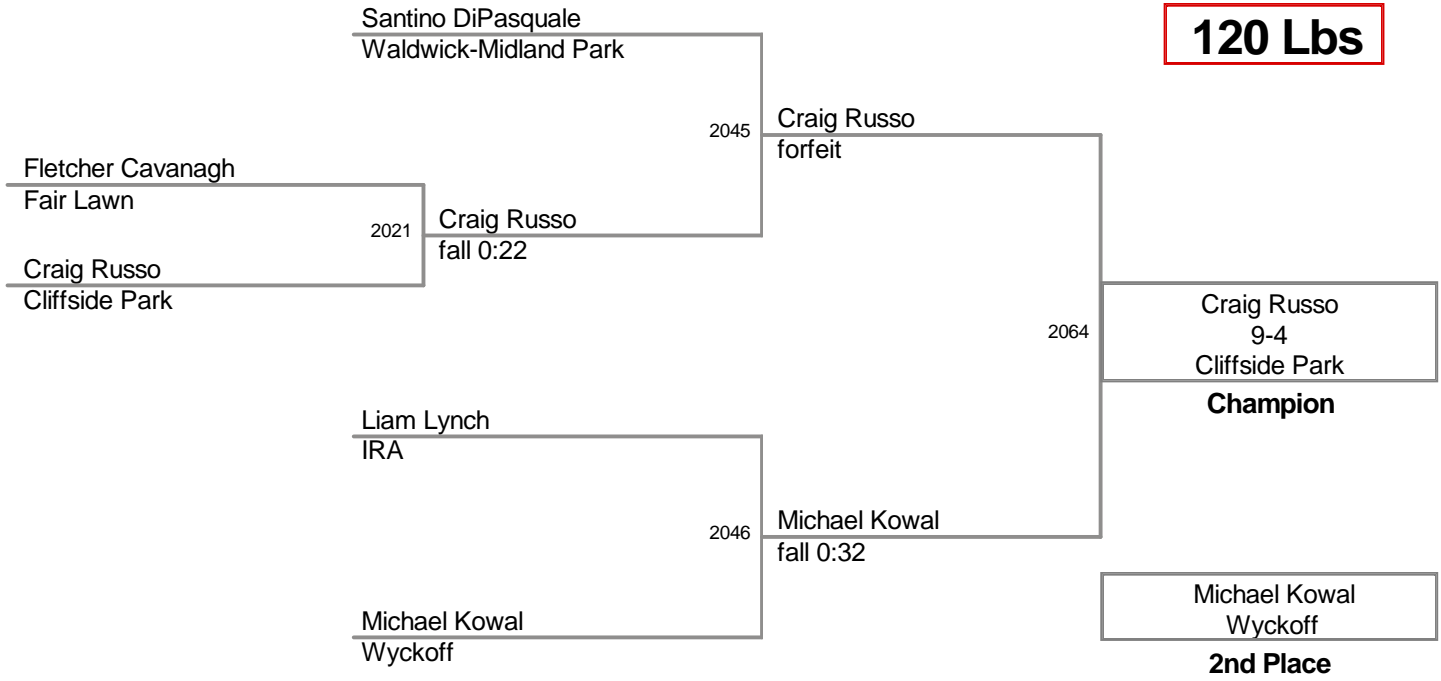 Santino DiPasquale
Waldwick-Midland Park
120 Lbs
2045
Craig Russo
forfeit
Fletcher Cavanagh
Fair Lawn
2021
Craig Russo
fall 0:22
Craig Russo
Cliffside Park
Craig Russo
9-4
Cliffside Park
2064
Champion
Liam Lynch
IRA
2046
Michael Kowal
fall 0:32
Michael Kowal
Wyckoff
Michael Kowal
Wyckoff
2nd Place